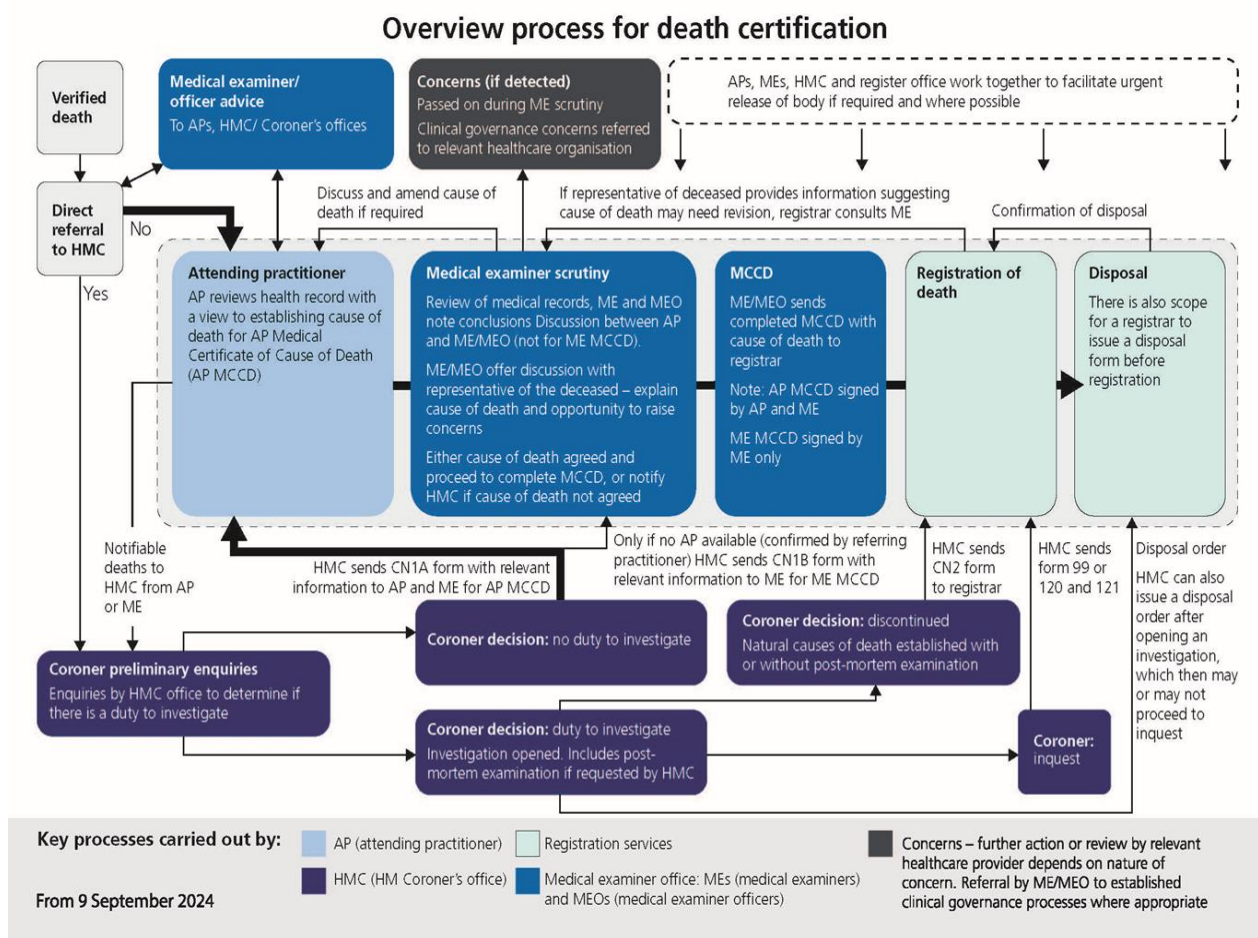 Overview process for death certification
Verified
death
Medical examiner/
officer advice
To APs, HMC/ Coroner's offices
Concerns (if detected)
Passed on during ME scrutiny
Clinical governance concerns referred
to relevant healthcare organisation
APs, MEs, HMC and register office work together to facilitate urgent
release of body if required and where possible
Direct
referral
to HMC
No
Yes
Discuss and amend cause of
death if required
If representative of deceased provides information suggesting
cause of death may need revision, registrar consults ME
Confirmation of disposal
Attending practitioner
AP reviews health record with
a view to establishing cause of
death for AP Medical
Certificate of Cause of Death
(AP MCCD)
Medical examiner scrutiny
Review of medical records, ME and MEO
note conclusions Discussion between AP
and ME/MEO (not for ME MCCD).
ME/MEO offer discussion with
representative of the deceased – explain
cause of death and opportunity to raise
concerns
Either cause of death agreed and
proceed to complete MCCD, or notify
HMC if cause of death not agreed
MCCD
ME/MEO sends
completed MCCD with
cause of death to
registrar
Note: AP MCCD signed
by AP and ME
ME MCCD signed by
ME only
Registration of
death
Disposal
There is also scope
for a registrar to
issue a disposal
form before
registration
Notifiable
deaths to
HMC from AP
or ME
HMC sends CN1A form with relevant
information to AP and ME for AP MCCD
Only if no AP available (confirmed by referring
practitioner) HMC sends CN1B form with
relevant information to ME for ME MCCD
HMC sends
CN2 form
to registrar
HMC sends
form 99 or
120 and 121
Disposal order
HMC can also
issue a disposal
order after
opening an
investigation,
which then may
or may not
proceed to
inquest
Coroner preliminary enquiries
Enquiries by HMC office to determine if
there is a duty to investigate
Coroner decision: no duty to investigate
Coroner decision: discontinued
Natural causes of death established with
or without post-mortem examination
Coroner decision: duty to investigate
Investigation opened. Includes post-
mortem examination if requested by HMC
Coroner:
inquest
Key processes carried out by:
AP (attending practitioner)
Registration services
HMC (HM Coroner's office)
Medical examiner office: MEs (medical examiners)
and MEOs (medical examiner officers)
Concerns – further action or review by relevant
healthcare provider depends on nature of
concern. Referral by ME/MEO to established
clinical governance processes where appropriate
From 9 September 2024